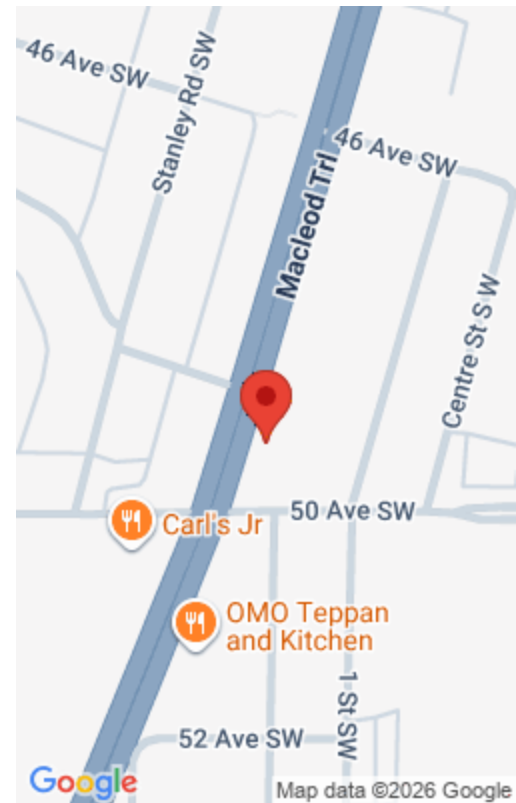 46 Ave SW
Stanley Rd SW
46 Ave SW
Macleod Trl
Centre St S W
50 Ave SW
Carl's Jr
OMO Teppan
and Kitchen
1 St SW
52 Ave SW
Google
Map data ©2026 Google